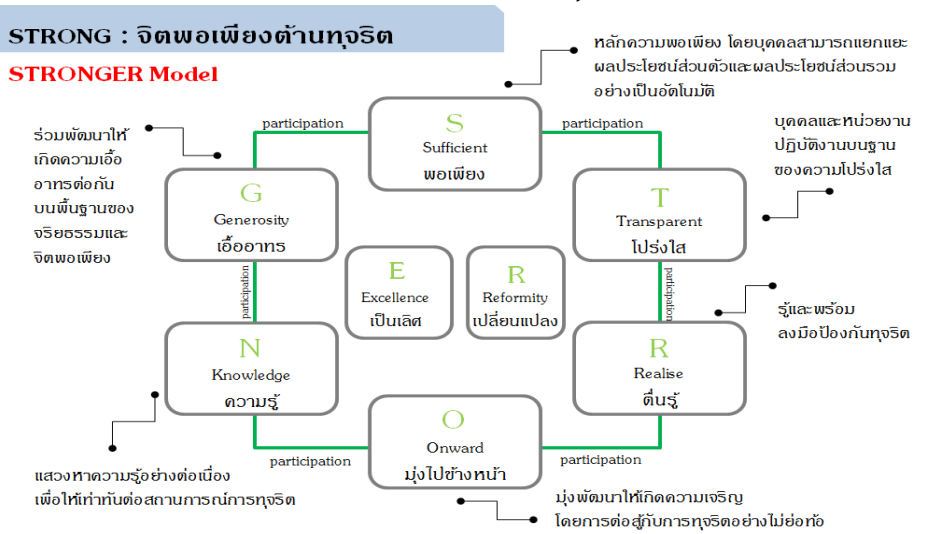 STRONG : จิตพอเพียงต้านทุจริต
STRONGER Model
หลักความพอเพียง โดยบุคคลสามารถแยกแยะ
ผลประโยชน์ส่วนตัวและผลประโยชน์ส่วนรวม
อย่างเป็นอัตโนมัติ
participation
S
Sufficient
พอเพียง
participation
บุคคลและหน่วยงาน
ปฏิบัติงานบนฐาน
ของความโปร่งใส
ร่วมพัฒนาให้
เกิดความเอื้อ
อาทรต่อกัน
บนพื้นฐานของ
จริยธรรมและ
จิตพอเพียง
G
Generosity
เอื้ออาทร
T
Transparent
โปร่งใส
participation
E
Excellence
เป็นเลิศ
R
Reformity
เปลี่ยนแปลง
participation
รู้และพร้อม
ลงมือป้องกันทุจริต
N
Knowledge
ความรู้
R
Realise
ตื่นรู้
O
Onward
มุ่งไปข้างหน้า
participation
participation
แสวงหาความรู้อย่างต่อเนื่อง
เพื่อให้เท่าทันต่อสถานการณ์การทุจริต
มุ่งพัฒนาให้เกิดความเจริญ
โดยการต่อสู้กับการทุจริตอย่างไม่ย่อท้อ